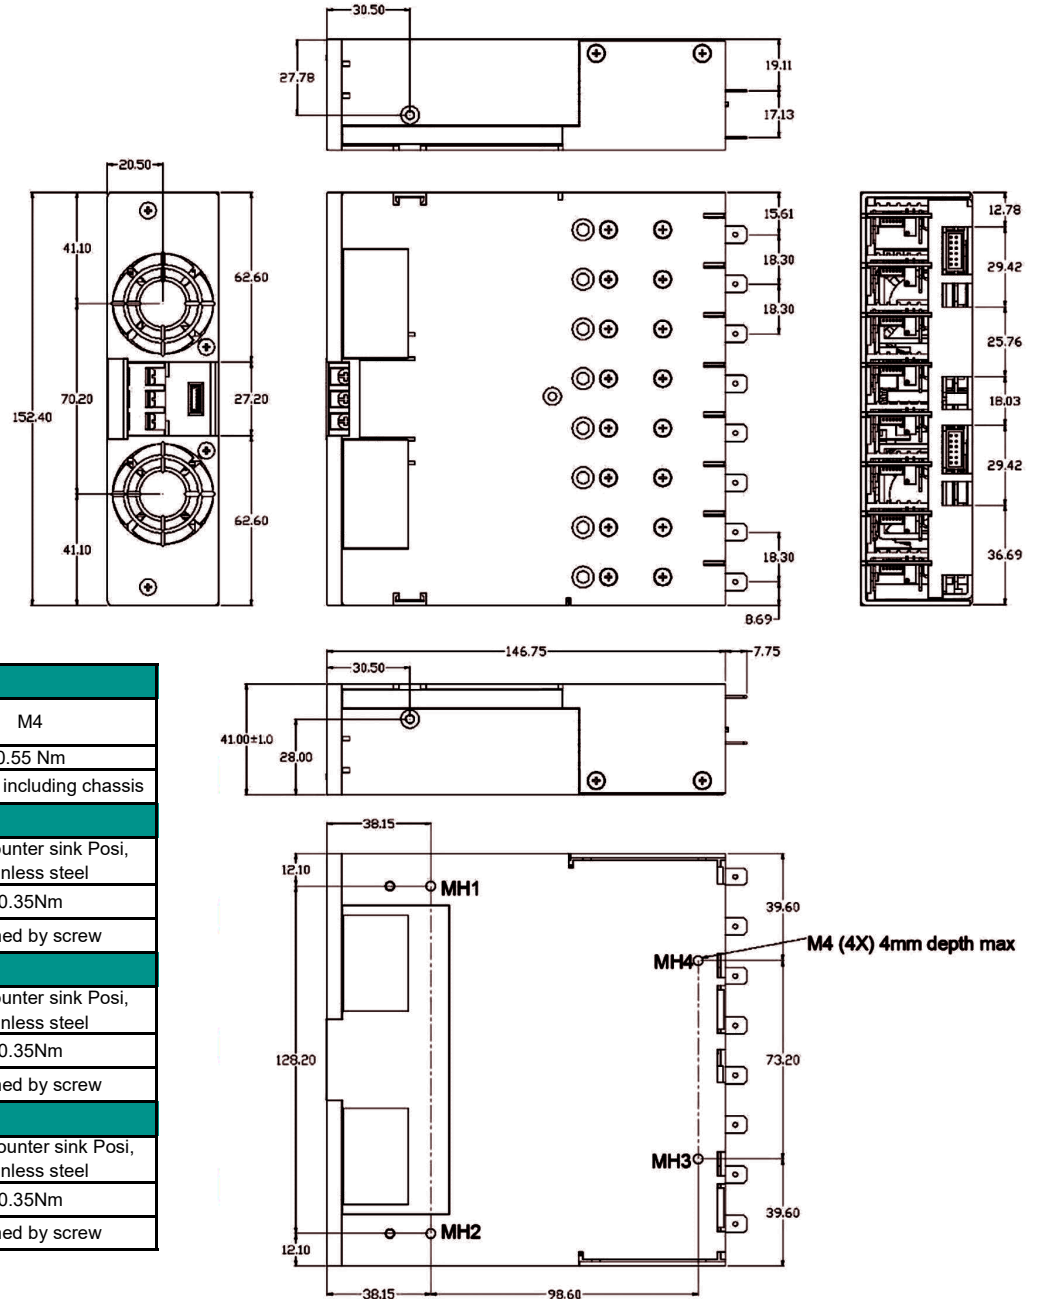 30.50
27.78
19.11
17.13
20.50
41.10
62.60
152.40
70.20
27.20
41.10
62.60
15.61
18.30
18.30
18.30
8.69
12.78
29.42
25.76
18.03
29.42
36.69
146.75
7.75
30.50
41.00±1.0
28.00
M4
0.55 Nm
including chassis
ounter sink Posi,
nless steel
0.35Nm
ned by screw
ounter sink Posi,
nless steel
0.35Nm
ned by screw
ounter sink Posi,
nless steel
0.35Nm
ned by screw
38.15
12.10
MH1
39.60
M4 (4X) 4mm depth max
MH4
128.20
73.20
MH3
39.60
MH2
12.10
38.15
98.60